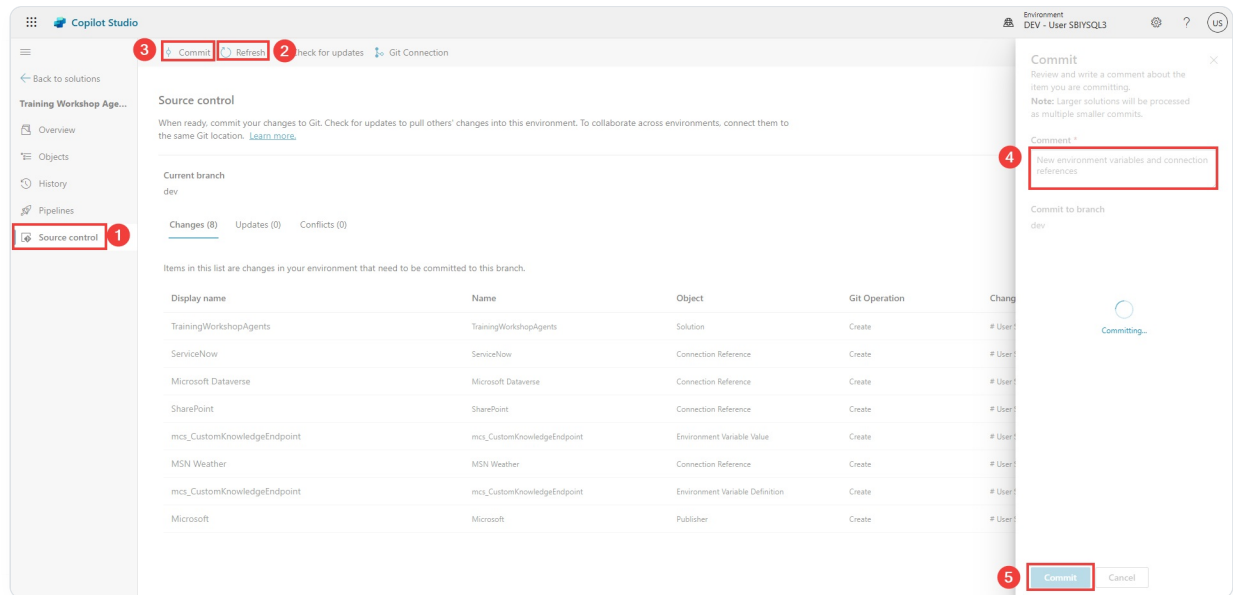 Copilot Studio
Environment
DEV - User SBIYSQL3
?
US
3
Commit
Refresh
2
heck for updates
Git Connection
Back to solutions
Training Workshop Age...
Overview
Objects
History
Pipelines
Source control
1
Source control
When ready, commit your changes to Git. Check for updates to pull others' changes into this environment. To collaborate across environments, connect them to
the same Git location. Learn more.
Current branch
dev
Changes (8) Updates (0) Conflicts (0)
Items in this list are changes in your environment that need to be committed to this branch.
Display name Name Object Git Operation Chang
TrainingWorkshopAgents TrainingWorkshopAgents Solution Create # User S
ServiceNow ServiceNow Connection Reference Create # User S
Microsoft Dataverse Microsoft Dataverse Connection Reference Create # User S
SharePoint SharePoint Connection Reference Create # User S
mcs_CustomKnowledgeEndpoint mcs_CustomKnowledgeEndpoint Environment Variable Value Create # User S
MSN Weather MSN Weather Connection Reference Create # User S
mcs_CustomKnowledgeEndpoint mcs_CustomKnowledgeEndpoint Environment Variable Definition Create # User S
Microsoft Microsoft Publisher Create # User S
Commit
Review and write a comment about the
item you are committing.
Note: Larger solutions will be processed
as multiple smaller commits.
Comment *
4
New environment variables and connection
references
Commit to branch
dev
Committing...
5
Commit
Cancel